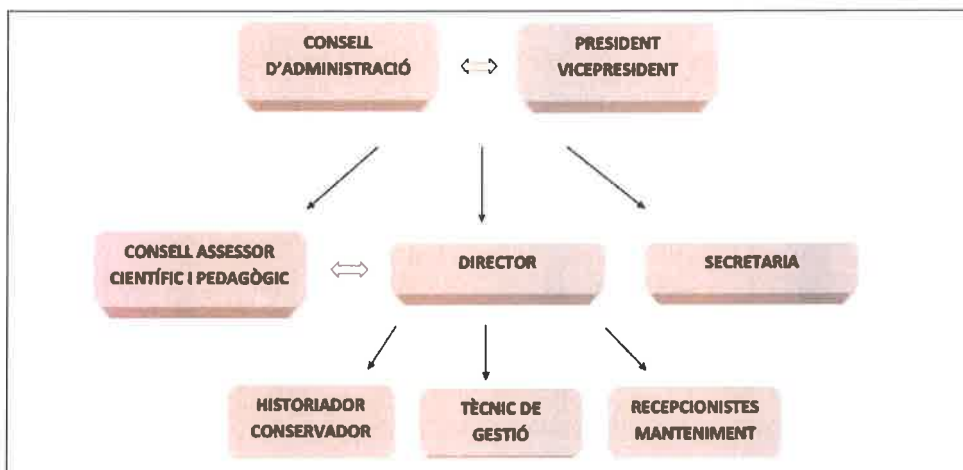 CONSELL
D'ADMINISTRACIÓ
PRESIDENT
VICEPRESIDENT
CONSELL ASSESSOR
CIENTÍFIC I PEDAGÒGIC
DIRECTOR
SECRETARIA
HISTORIADOR
CONSERVADOR
TÈCNIC DE
GESTIÓ
RECEPCIONISTES
MANTENIMENT